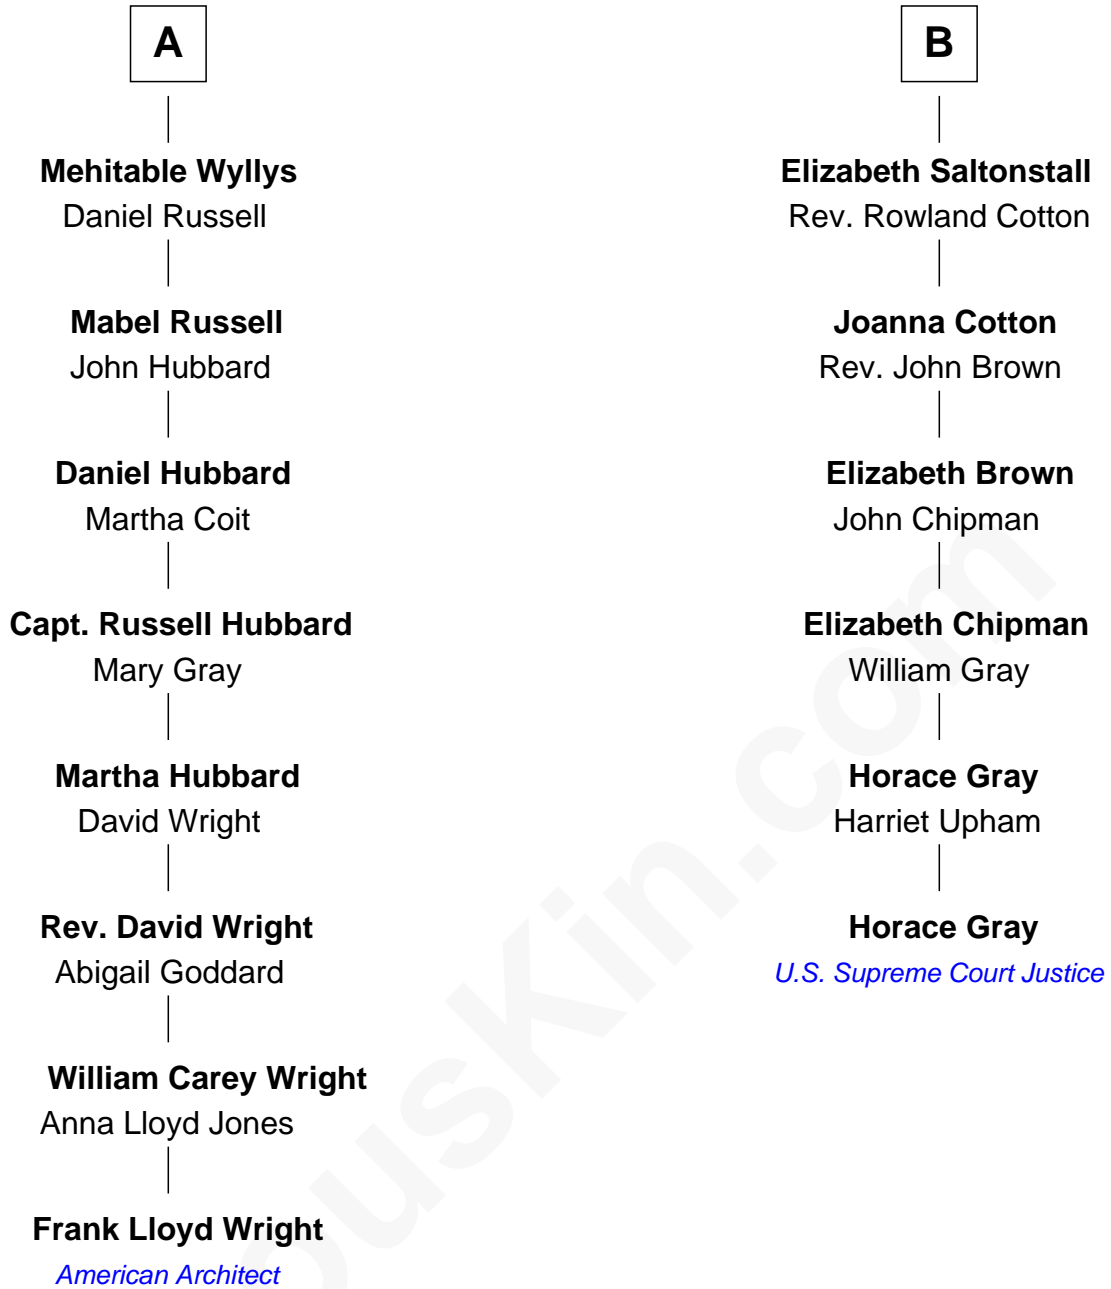 A
Mehitable Wyllys
Daniel Russell
Mabel Russell
John Hubbard
Daniel Hubbard
Martha Coit
Capt. Russell Hubbard
Mary Gray
Martha Hubbard
David Wright
Rev. David Wright
Abigail Goddard
William Carey Wright
Anna Lloyd Jones
Frank Lloyd Wright
American Architect
B
Elizabeth Saltonstall
Rev. Rowland Cotton
Joanna Cotton
Rev. John Brown
Elizabeth Brown
John Chipman
Elizabeth Chipman
William Gray
Horace Gray
Harriet Upham
Horace Gray
U.S. Supreme Court Justice
ousKin.com